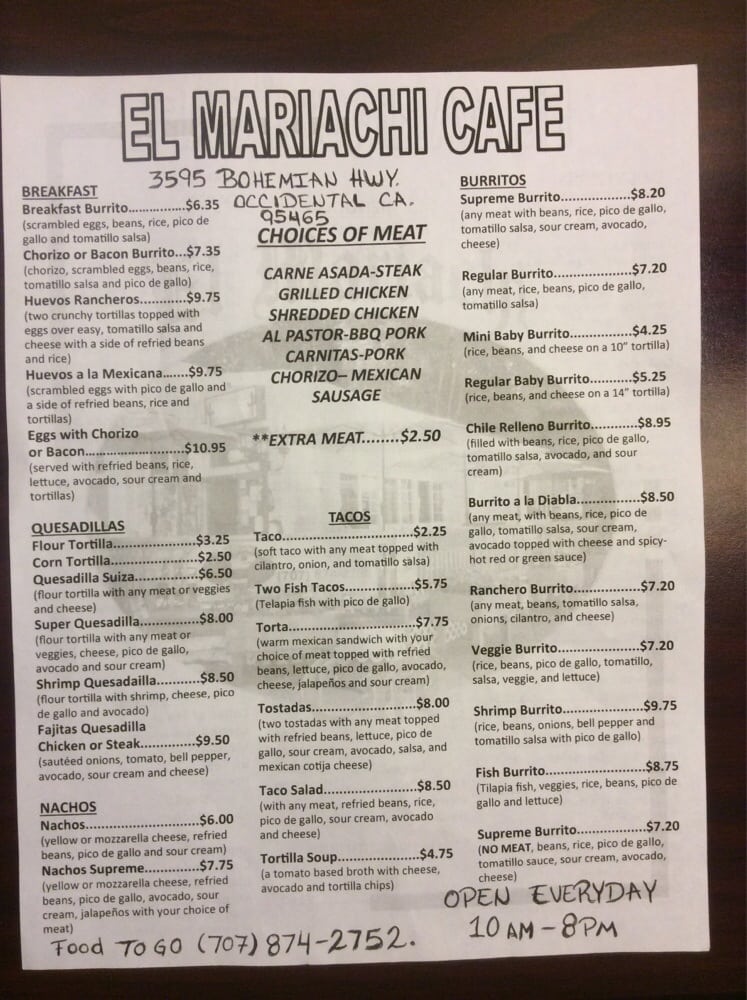 EL MARIACHI CAFE
3595 BOHEMIAN HWY.
OCCIDENTAL CA.
95465
BREAKFAST
Breakfast Burrito...............$6.35
(scrambled eggs, beans, rice, pico de
gallo and tomatillo salsa)
Chorizo or Bacon Burrito...$7.35
(chorizo, scrambled eggs, beans, rice,
tomatillo salsa and pico de gallo)
Huevos Rancheros............$9.75
(two crunchy tortillas topped with
eggs over easy, tomatillo salsa and
cheese with a side of refried beans
and rice)
Huevos a la Mexicana......$9.75
(scrambled eggs with pico de gallo and
a side of refried beans, rice and
tortillas)
Eggs with Chorizo
or Bacon.........................$10.95
(served with refried beans, rice,
lettuce, avocado, sour cream and
tortillas)
QUESADILLAS
Flour Tortilla.....................$3.25
Corn Tortilla.....................$2.50
Quesadilla Suiza...............$6.50
(flour tortilla with any meat or veggies
and cheese)
Super Quesadilla..............$8.00
(flour tortilla with any meat or
veggies, cheese, pico de gallo,
avocado and sour cream)
Shrimp Quesadailla..........$8.50
(flour tortilla with shrimp, cheese, pico
de gallo and avocado)
Fajitas Quesadilla
Chicken or Steak..............$9.50
(sautéed onions, tomato, bell pepper,
avocado, sour cream and cheese)
NACHOS
Nachos...........................$6.00
(yellow or mozzarella cheese, refried
beans, pico de gallo and sour cream)
Nachos Supreme..............$7.75
(yellow or mozzarella cheese, refried
beans, pico de gallo, avocado, sour
cream, jalapeños with your choice of
meat)
CHOICES OF MEAT
CARNE ASADA-STEAK
GRILLED CHICKEN
SHREDDED CHICKEN
AL PASTOR-BBQ PORK
CARNITAS-PORK
CHORIZO– MEXICAN
SAUSAGE
**EXTRA MEAT........$2.50
TACOS
Taco................................$2.25
(soft taco with any meat topped with
cilantro, onion, and tomatillo salsa)
Two Fish Tacos................$5.75
(Telapia fish with pico de gallo)
Torta...............................$7.75
(warm mexican sandwich with your
choice of meat topped with refried
beans, lettuce, pico de gallo, avocado,
cheese, jalapeños and sour cream)
Tostadas..........................$8.00
(two tostadas with any meat topped
with refried beans, lettuce, pico de
gallo, sour cream, avocado, salsa, and
mexican cotija cheese)
Taco Salad.......................$8.50
(with any meat, refried beans, rice,
pico de gallo, sour cream, avocado
and cheese)
Tortilla Soup....................$4.75
(a tomato based broth with cheese,
avocado and tortilla chips)
BURRITOS
Supreme Burrito...............$8.20
(any meat with beans, rice, pico de gallo,
tomatillo salsa, sour cream, avocado,
cheese)
Regular Burrito.................$7.20
(any meat, rice, beans, pico de gallo,
tomatillo salsa)
Mini Baby Burrito..............$4.25
(rice, beans, and cheese on a 10” tortilla)
Regular Baby Burrito..........$5.25
(rice, beans, and cheese on a 14” tortilla)
Chile Relleno Burrito...........$8.95
(filled with beans, rice, pico de gallo,
tomatillo salsa, avocado, and sour
cream)
Burrito a la Diabla..............$8.50
(any meat, with beans, rice, pico de
gallo, tomatillo salsa, sour cream,
avocado topped with cheese and spicy-
hot red or green sauce)
Ranchero Burrito...............$7.20
(any meat, beans, tomatillo salsa,
onions, cilantro, and cheese)
Veggie Burrito...................$7.20
(rice, beans, pico de gallo, tomatillo,
salsa, veggie, and lettuce)
Shrimp Burrito..................$9.75
(rice, beans, onions, bell pepper and
tomatillo salsa with pico de gallo)
Fish Burrito.......................$8.75
(Tilapia fish, veggies, rice, beans, pico de
gallo and lettuce)
Supreme Burrito................$7.20
(NO MEAT, beans, rice, pico de gallo,
tomatillo sauce, sour cream, avocado,
cheese)
OPEN EVERYDAY
10 AM – 8 PM
FOOD TO GO (707) 874-2752.